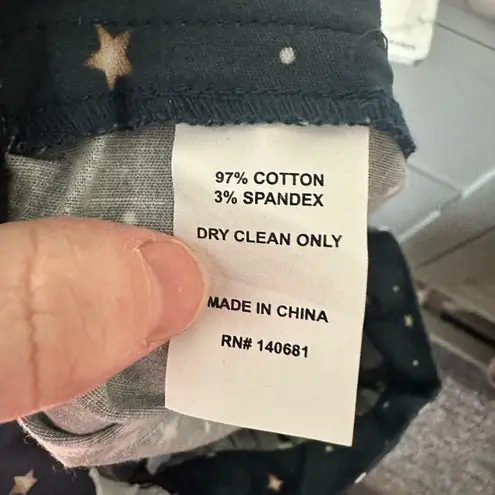 97% COTTON
3% SPANDEX
DRY CLEAN ONLY
MADE IN CHINA
RN# 140681